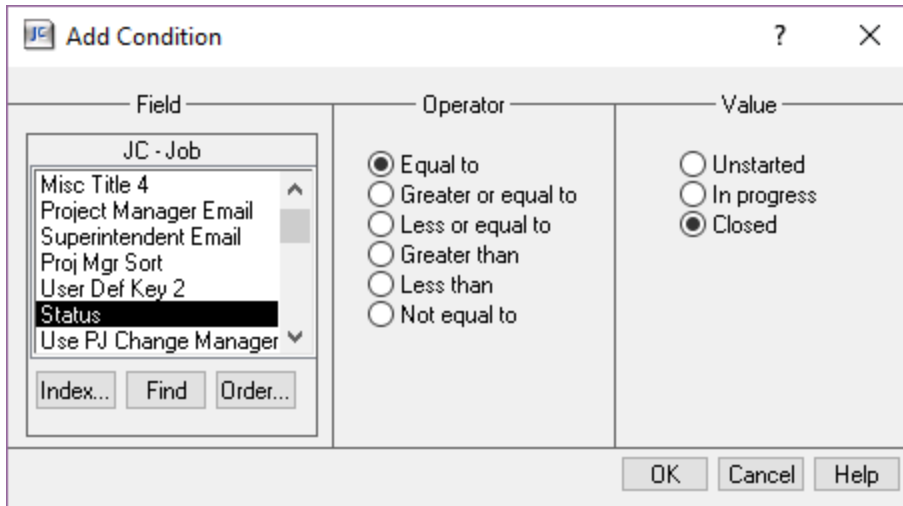 JC Add Condition ?
Field
JC - Job
Misc Title 4
Project Manager Email
Superintendent Email
Proj Mgr Sort
User Def Key 2
Status
Use PJ Change Manager
Index... Find Order...
Operator
Equal to
Greater or equal to
Less or equal to
Greater than
Less than
Not equal to
Value
Unstarted
In progress
Closed
OK Cancel Help